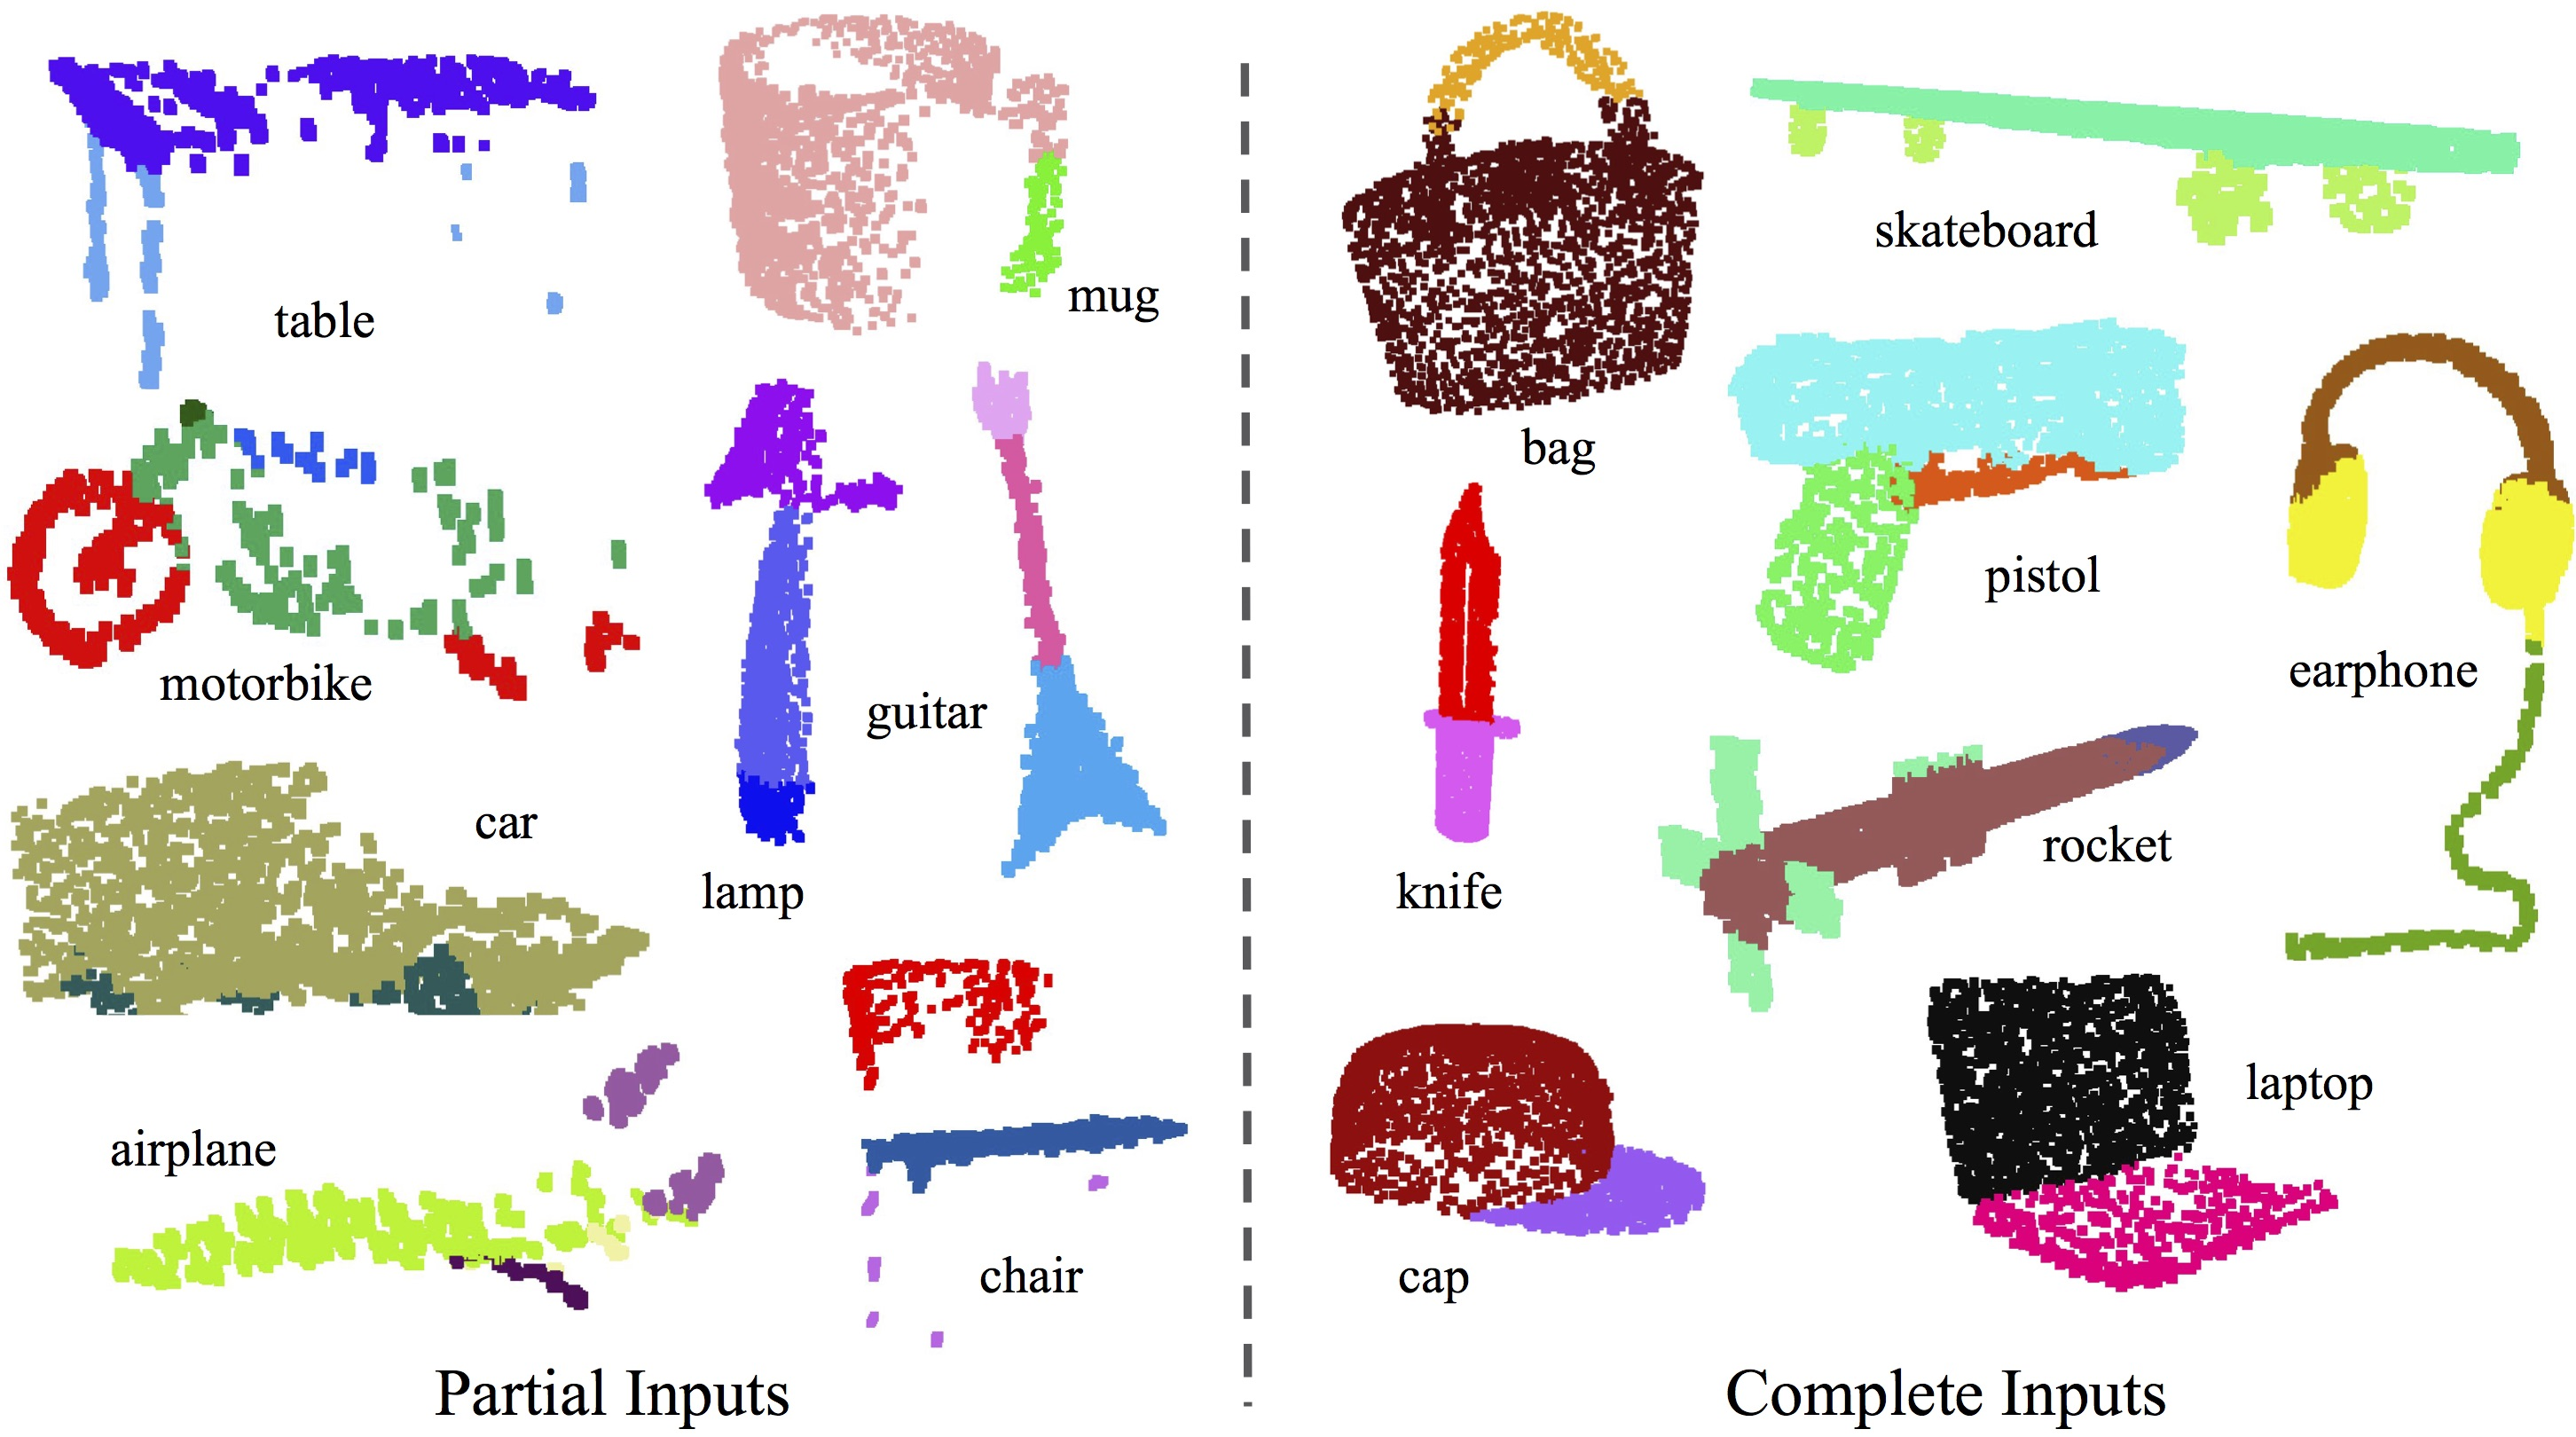 table
mug
motorbike
guitar
car
lamp
airplane
chair
Partial Inputs
skateboard
bag
pistol
earphone
knife
rocket
laptop
cap
Complete Inputs